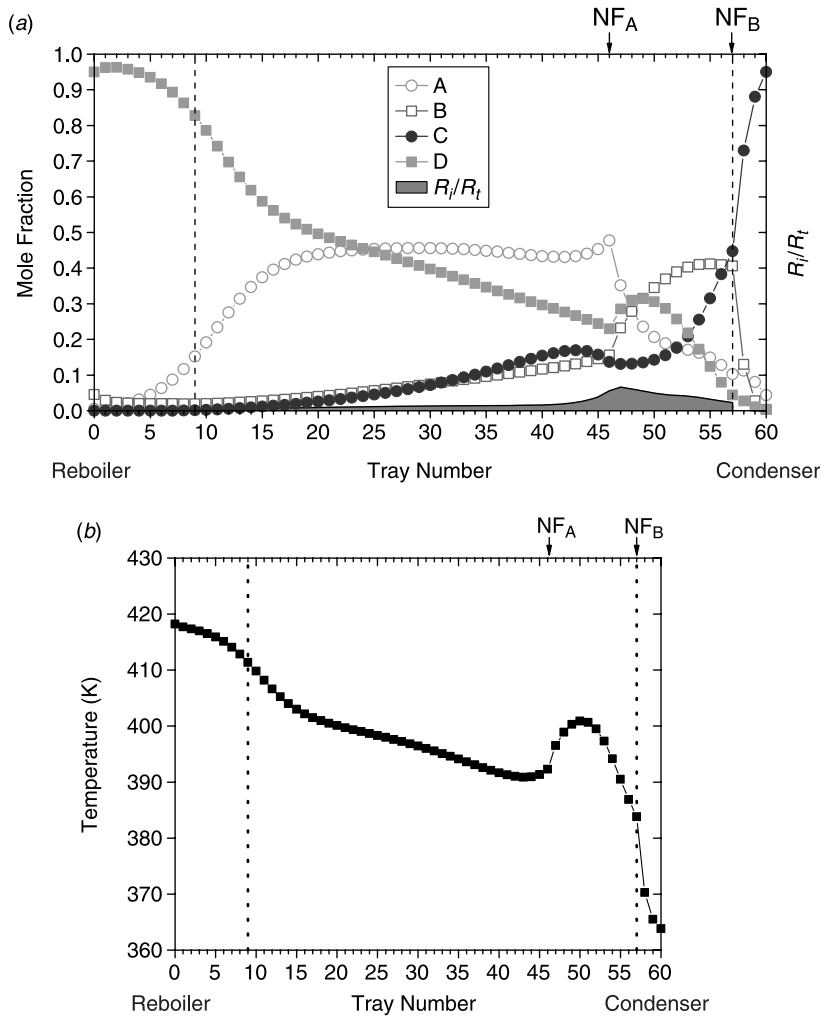 (a)
NF_A
NF_B
1.0
0.9
0.8
0.7
0.6
0.5
0.4
0.3
0.2
0.1
0.0
Mole Fraction
A
B
C
D
R_i/R_t
R_i/R_t
0 5 10 15 20 25 30 35 40 45 50 55 60
Reboiler Tray Number Condenser
(b)
NF_A
NF_B
430
420
410
400
390
380
370
360
Temperature (K)
0 5 10 15 20 25 30 35 40 45 50 55 60
Reboiler Tray Number Condenser